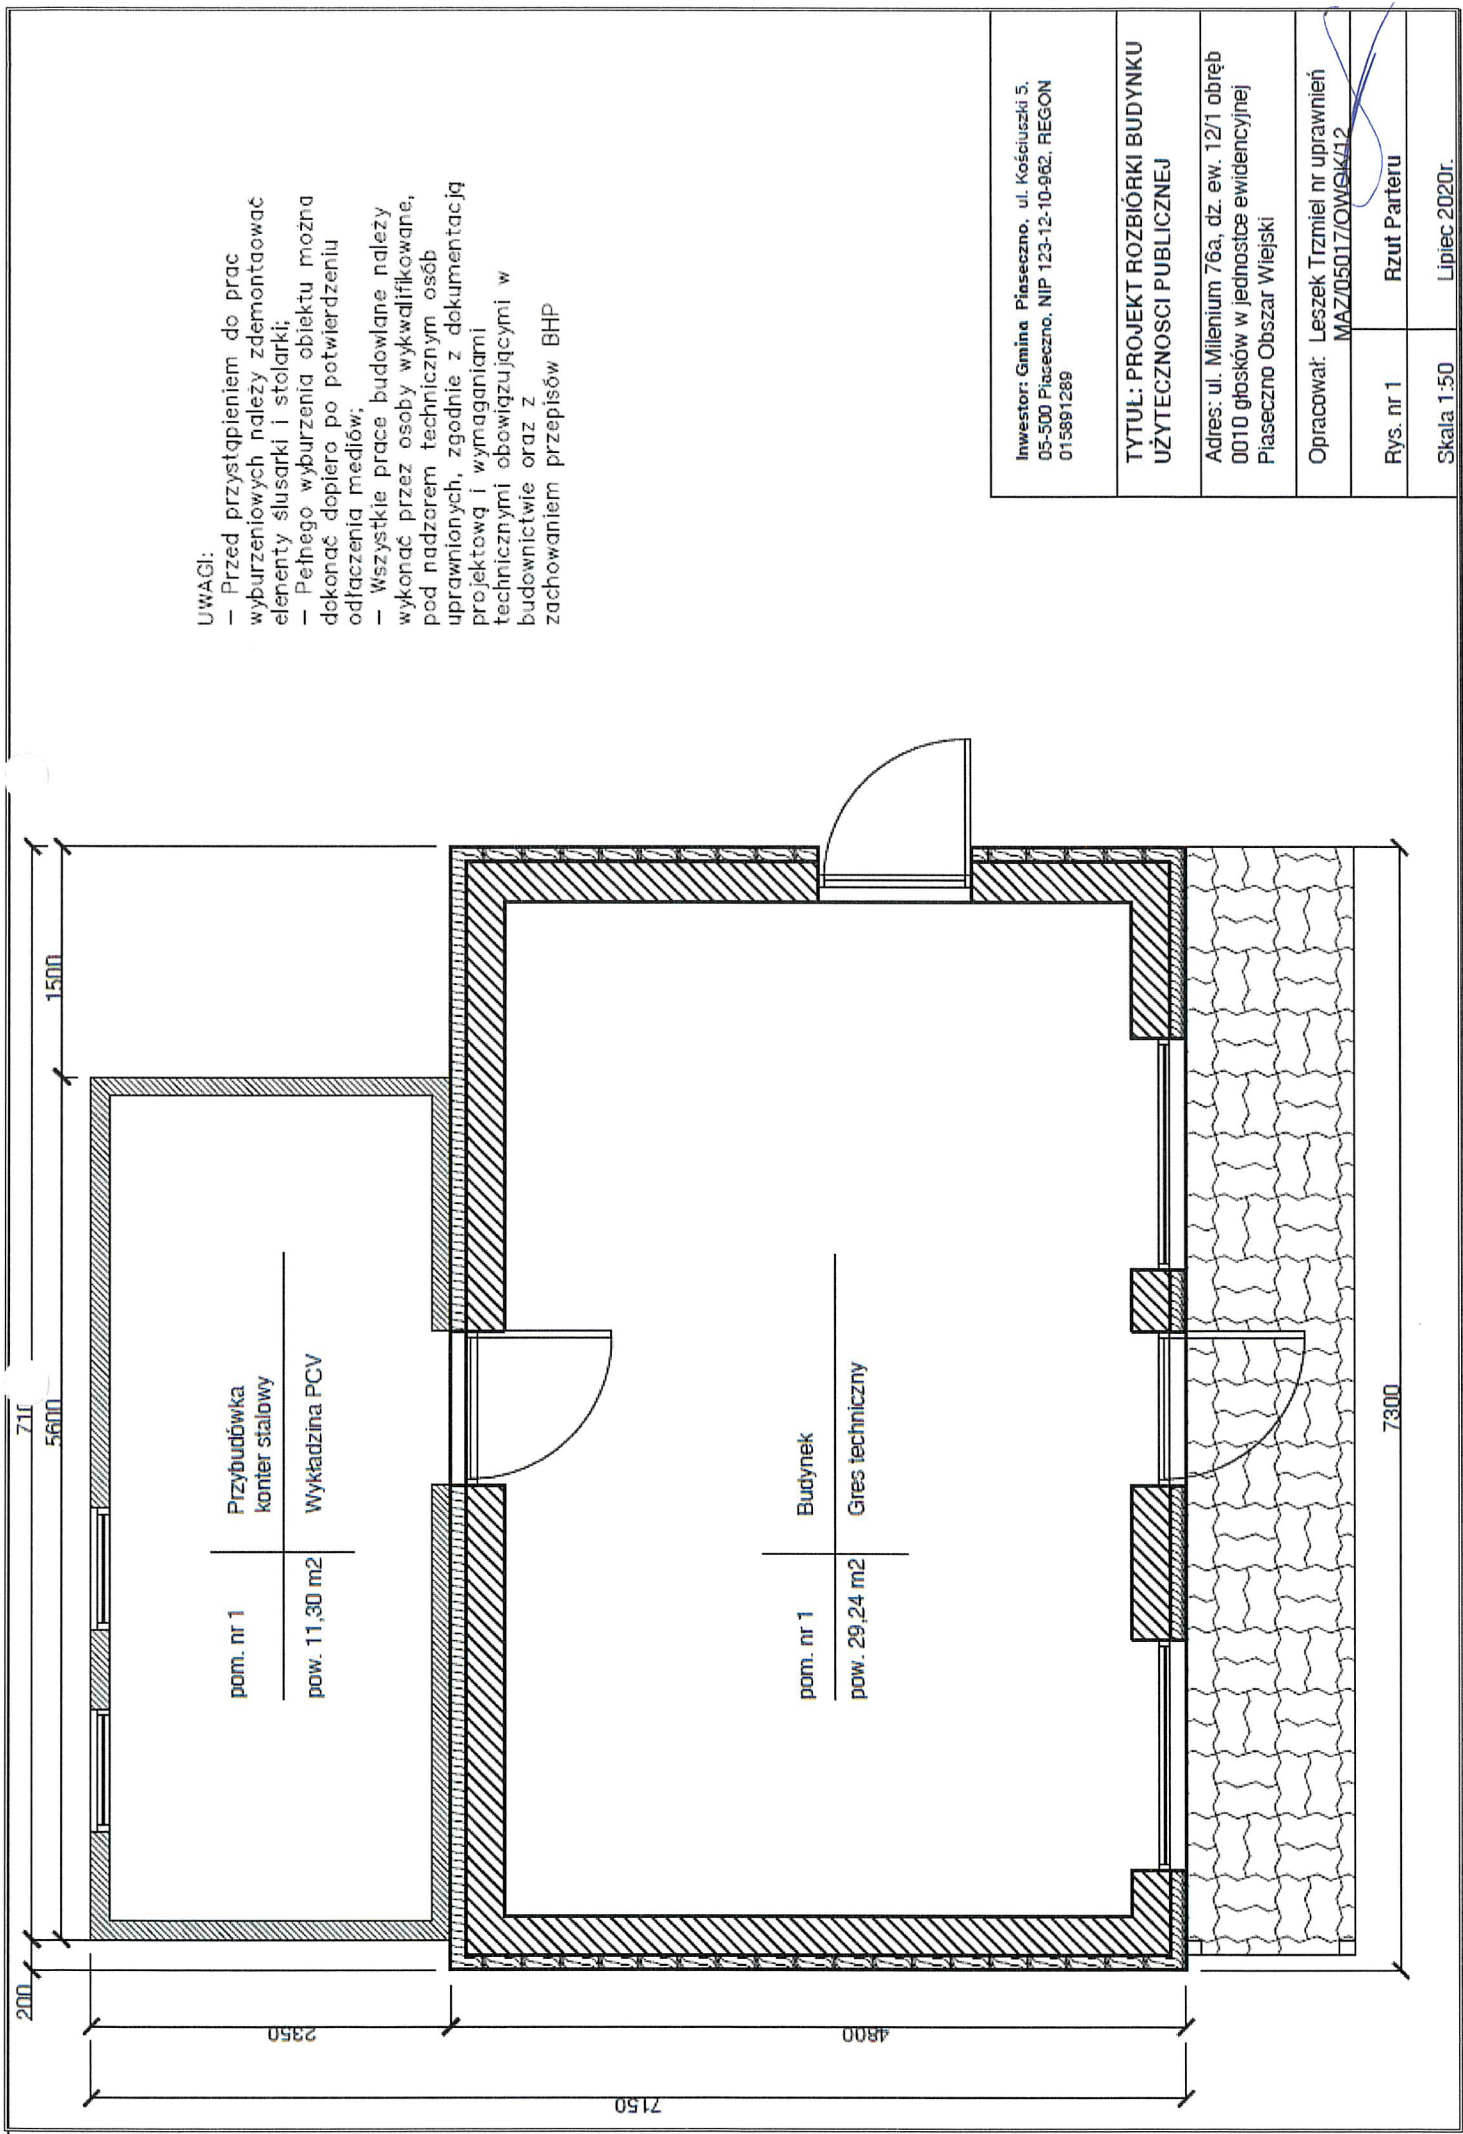 UWAGI:
– Przed przystąpieniem do prac
wyburzeniowych należy zdemontaować
elenenty ślusarki i stolarki;
– Pełnego wyburzenia obiektu można
dokonać dopiero po potwierdzeniu
odłączenia mediów;
– Wszystkie prace budowlane należy
wykonać przez osoby wykwalifikowane,
pod nadzorem technicznym osób
uprawnionych, zgodnie z dokumentacją
projektową i wymaganiami
technicznymi obowiązującymi w
budownictwie oraz z
zachowaniem przepisów BHP
200
5600
1500
2350
4800
7150
7300
pom. nr 1
Przybudówka
konter stalowy
pow. 11,30 m2
Wykładzina PCV
pom. nr 1
Budynek
pow. 29,24 m2
Gres techniczny
Inwestor: Gmina Piaseczno, ul. Kościuszki 5,
05-500 Piaseczno, NIP 123-12-10-962, REGON
015891289
TYTUŁ: PROJEKT ROZBIÓRKI BUDYNKU
UŻYTECZNOSCI PUBLICZNEJ
Adres: ul. Milenium 76a, dz. ew. 12/1 obręb
0010 głosków w jednostce ewidencyjnej
Piaseczno Obszar Wiejski
Opracował: Leszek Trzmiel nr uprawnień
MAZ/05017/OWOK/12
Rys. nr 1
Rzut Parteru
Skala 1:50
Lipiec 2020r.